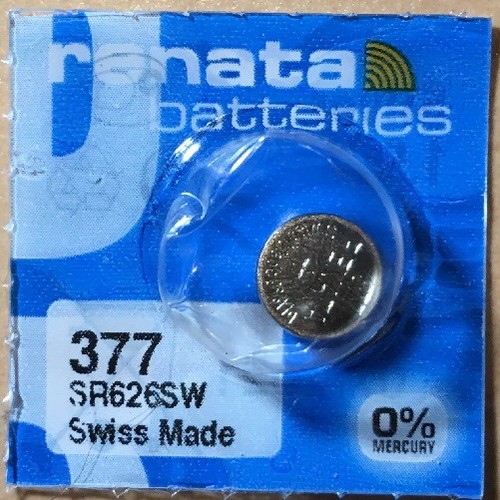 renata
batteries
377
SR626SW
Swiss Made
0%
MERCURY